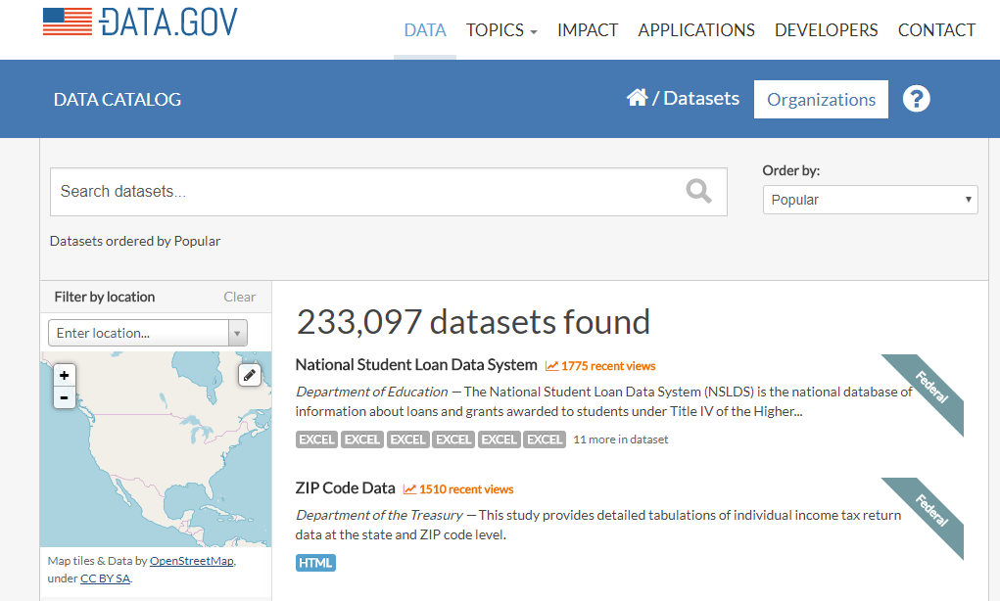 DATA.GOV
DATA TOPICS IMPACT APPLICATIONS DEVELOPERS CONTACT
DATA CATALOG
/ Datasets Organizations ?
Order by:
Search datasets...
Popular
Datasets ordered by Popular
Filter by location Clear
Enter location...
+
-
233,097 datasets found
National Student Loan Data System 1775 recent views
Federal
Department of Education — The National Student Loan Data System (NSLDS) is the national database of
information about loans and grants awarded to students under Title IV of the Higher...
EXCEL EXCEL EXCEL EXCEL EXCEL EXCEL 11 more in dataset
ZIP Code Data 1510 recent views
Federal
Department of the Treasury — This study provides detailed tabulations of individual income tax return
data at the state and ZIP code level.
HTML
Map tiles & Data by OpenStreetMap,
under CC BY SA.